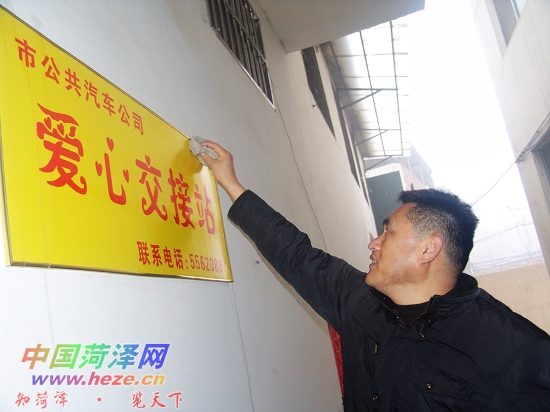 市公共汽车公司
爱心交接站
联系电话:5562088
中国菏泽网
www.heze.cn
知菏泽 · 览天下